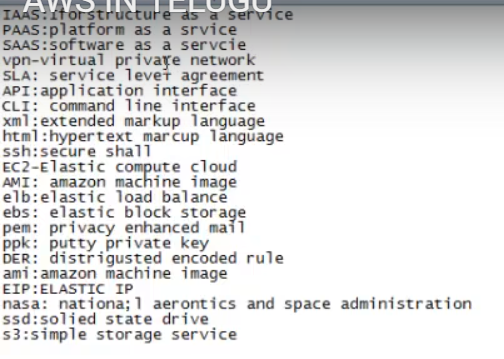 AWS IN TELUGU
IAAS:Iforstructure as a service
PAAS:platform as a srvice
SAAS:software as a servcie
vpn-virtual private network
SLA: service level agreement
API:application interface
CLI: command line interface
xml:extended markup language
html:hypertext marcup language
ssh:secure shall
EC2-Elastic compute cloud
AMI: amazon machine image
elb:elastic load balance
ebs: elastic block storage
pem: privacy enhanced mail
ppk: putty private key
DER: distrigusted encoded rule
ami:amazon machine image
EIP:ELASTIC IP
nasa: nationa;l aerontics and space administration
ssd:solied state drive
s3:simple storage service